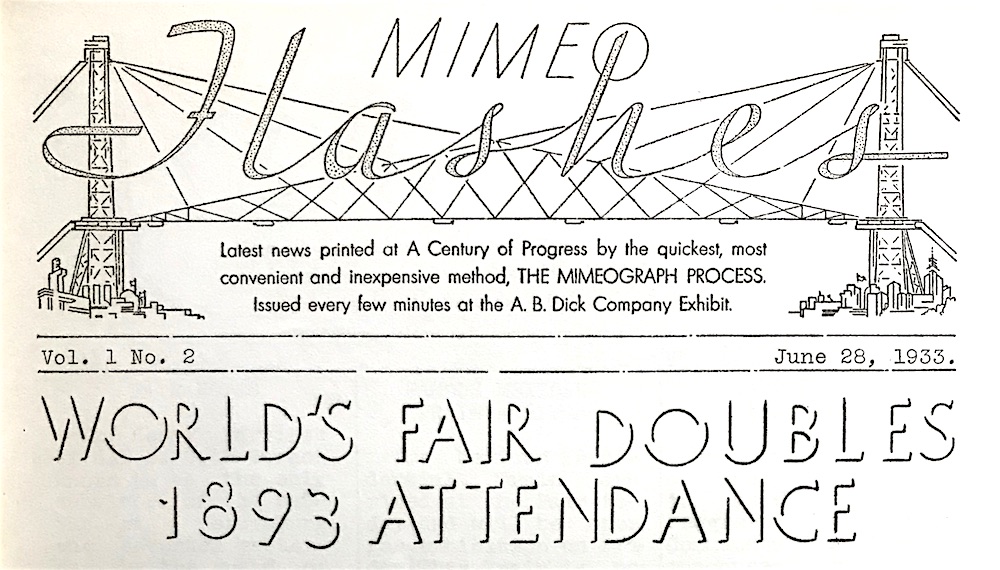 MIMEO
Flashes
Latest news printed at A Century of Progress by the quickest, most
convenient and inexpensive method, THE MIMEOGRAPH PROCESS.
Issued every few minutes at the A. B. Dick Company Exhibit.
Vol. 1 No. 2 June 28, 1933.
WORLD'S FAIR DOUBLES
1893 ATTENDANCE